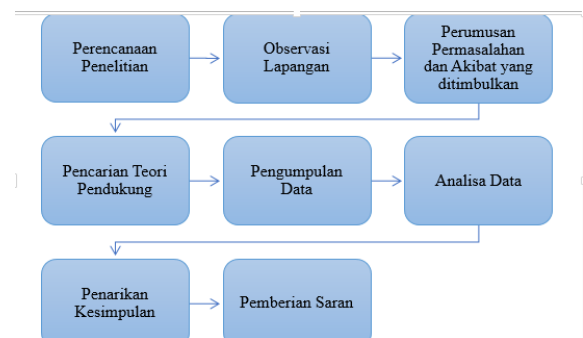 Perencanaan
Penelitian
Observasi
Lapangan
Perumusan
Permasalahan
dan Akibat yang
ditimbulkan
Pencarian Teori
Pendukung
Pengumpulan
Data
Analisa Data
Penarikan
Kesimpulan
Pemberian Saran